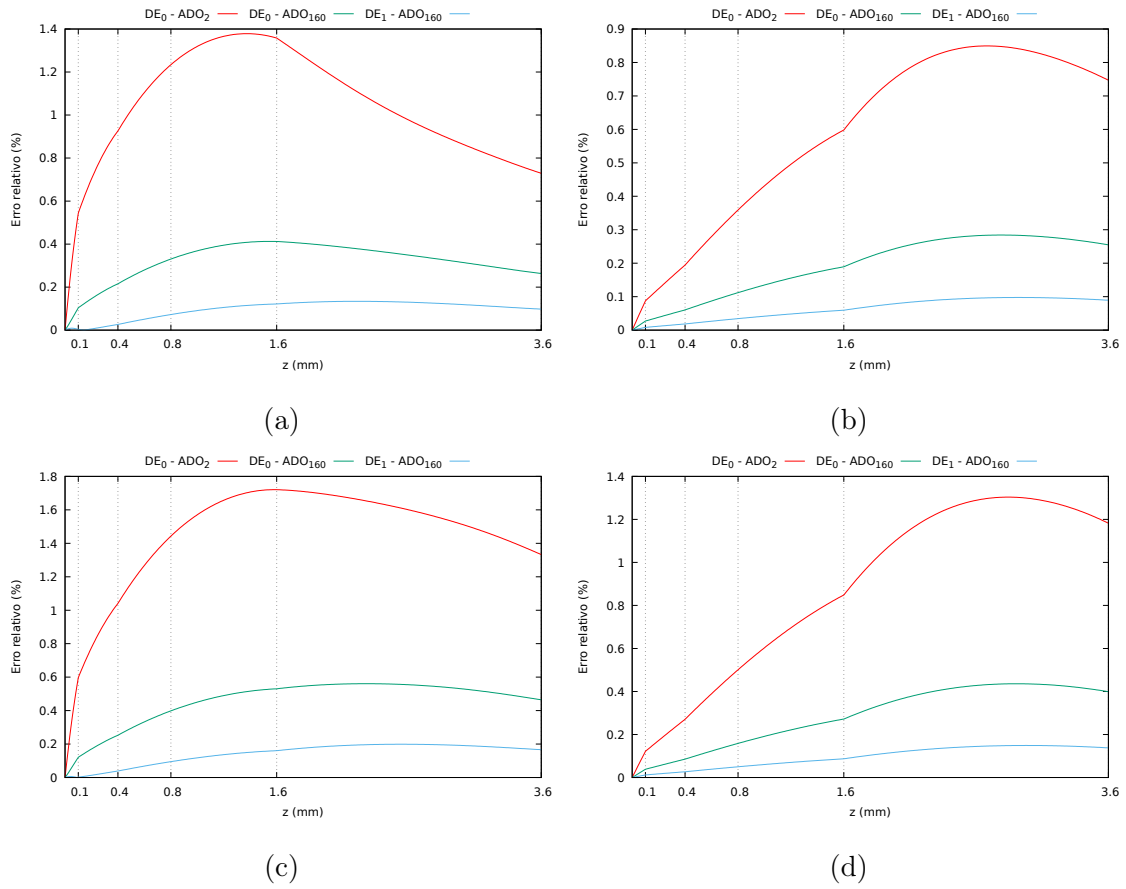 DE₀ - ADO₂ DE₀ - ADO₁₆₀ DE₁ - ADO₁₆₀
1.4
1.2
1
0.8
0.6
0.4
0.2
0
Erro relativo (%)
0.1 0.4 0.8 1.6 3.6
z (mm)
(a)
DE₀ - ADO₂ DE₀ - ADO₁₆₀ DE₁ - ADO₁₆₀
0.9
0.8
0.7
0.6
0.5
0.4
0.3
0.2
0.1
0
Erro relativo (%)
0.1 0.4 0.8 1.6 3.6
z (mm)
(b)
DE₀ - ADO₂ DE₀ - ADO₁₆₀ DE₁ - ADO₁₆₀
1.8
1.6
1.4
1.2
1
0.8
0.6
0.4
0.2
0
Erro relativo (%)
0.1 0.4 0.8 1.6 3.6
z (mm)
(c)
DE₀ - ADO₂ DE₀ - ADO₁₆₀ DE₁ - ADO₁₆₀
1.4
1.2
1
0.8
0.6
0.4
0.2
0
Erro relativo (%)
0.1 0.4 0.8 1.6 3.6
z (mm)
(d)